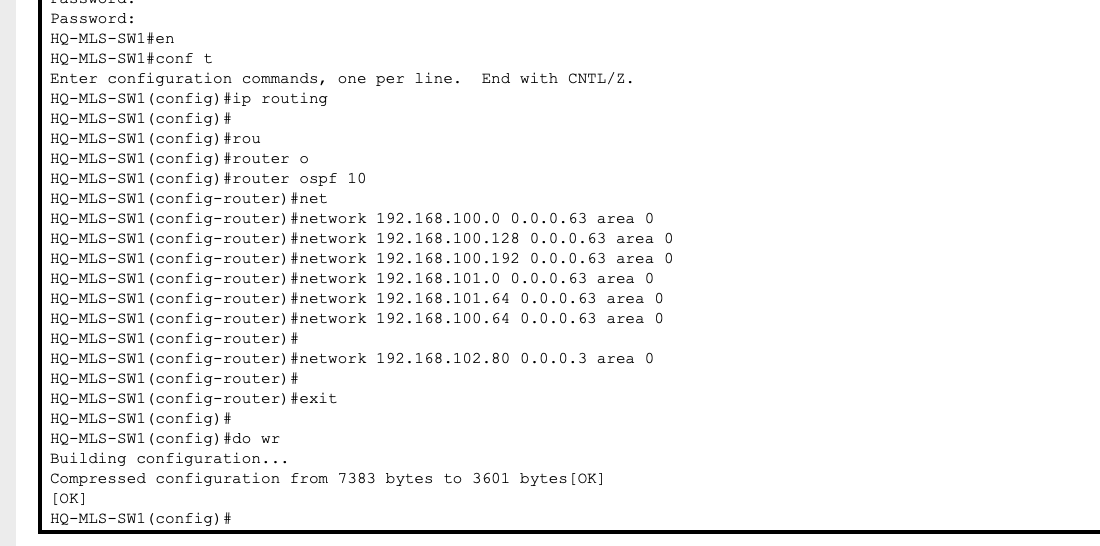 Password:
Password:
HQ-MLS-SW1#en
HQ-MLS-SW1#conf t
Enter configuration commands, one per line.  End with CNTL/Z.
HQ-MLS-SW1(config)#ip routing
HQ-MLS-SW1(config)#
HQ-MLS-SW1(config)#rou
HQ-MLS-SW1(config)#router o
HQ-MLS-SW1(config)#router ospf 10
HQ-MLS-SW1(config-router)#net
HQ-MLS-SW1(config-router)#network 192.168.100.0 0.0.0.63 area 0
HQ-MLS-SW1(config-router)#network 192.168.100.128 0.0.0.63 area 0
HQ-MLS-SW1(config-router)#network 192.168.100.192 0.0.0.63 area 0
HQ-MLS-SW1(config-router)#network 192.168.101.0 0.0.0.63 area 0
HQ-MLS-SW1(config-router)#network 192.168.101.64 0.0.0.63 area 0
HQ-MLS-SW1(config-router)#network 192.168.100.64 0.0.0.63 area 0
HQ-MLS-SW1(config-router)#
HQ-MLS-SW1(config-router)#network 192.168.102.80 0.0.0.3 area 0
HQ-MLS-SW1(config-router)#
HQ-MLS-SW1(config-router)#exit
HQ-MLS-SW1(config)#
HQ-MLS-SW1(config)#do wr
Building configuration...
Compressed configuration from 7383 bytes to 3601 bytes[OK]
[OK]
HQ-MLS-SW1(config)#